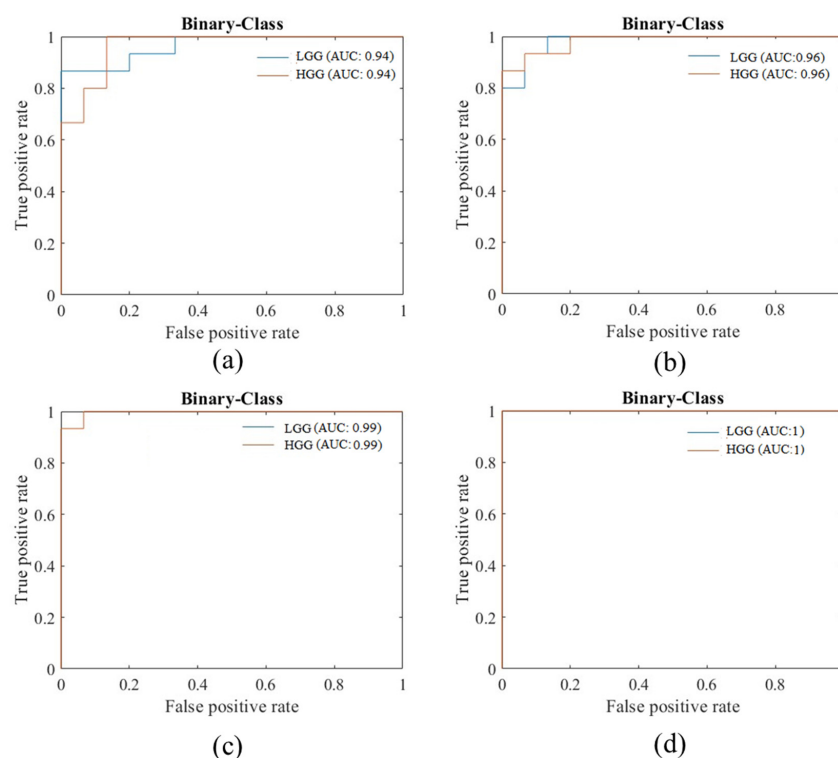 Binary-Class
LGG (AUC: 0.94)
HGG (AUC: 0.94)
True positive rate
1
0.8
0.6
0.4
0.2
0
0 0.2 0.4 0.6 0.8 1
False positive rate
(a)
Binary-Class
LGG (AUC:0.96)
HGG (AUC: 0.96)
True positive rate
1
0.8
0.6
0.4
0.2
0
0 0.2 0.4 0.6 0.8
False positive rate
(b)
Binary-Class
LGG (AUC: 0.99)
HGG (AUC: 0.99)
True positive rate
1
0.8
0.6
0.4
0.2
0
0 0.2 0.4 0.6 0.8 1
False positive rate
(c)
Binary-Class
LGG (AUC:1)
HGG (AUC:1)
True positive rate
1
0.8
0.6
0.4
0.2
0
0 0.2 0.4 0.6 0.8
False positive rate
(d)